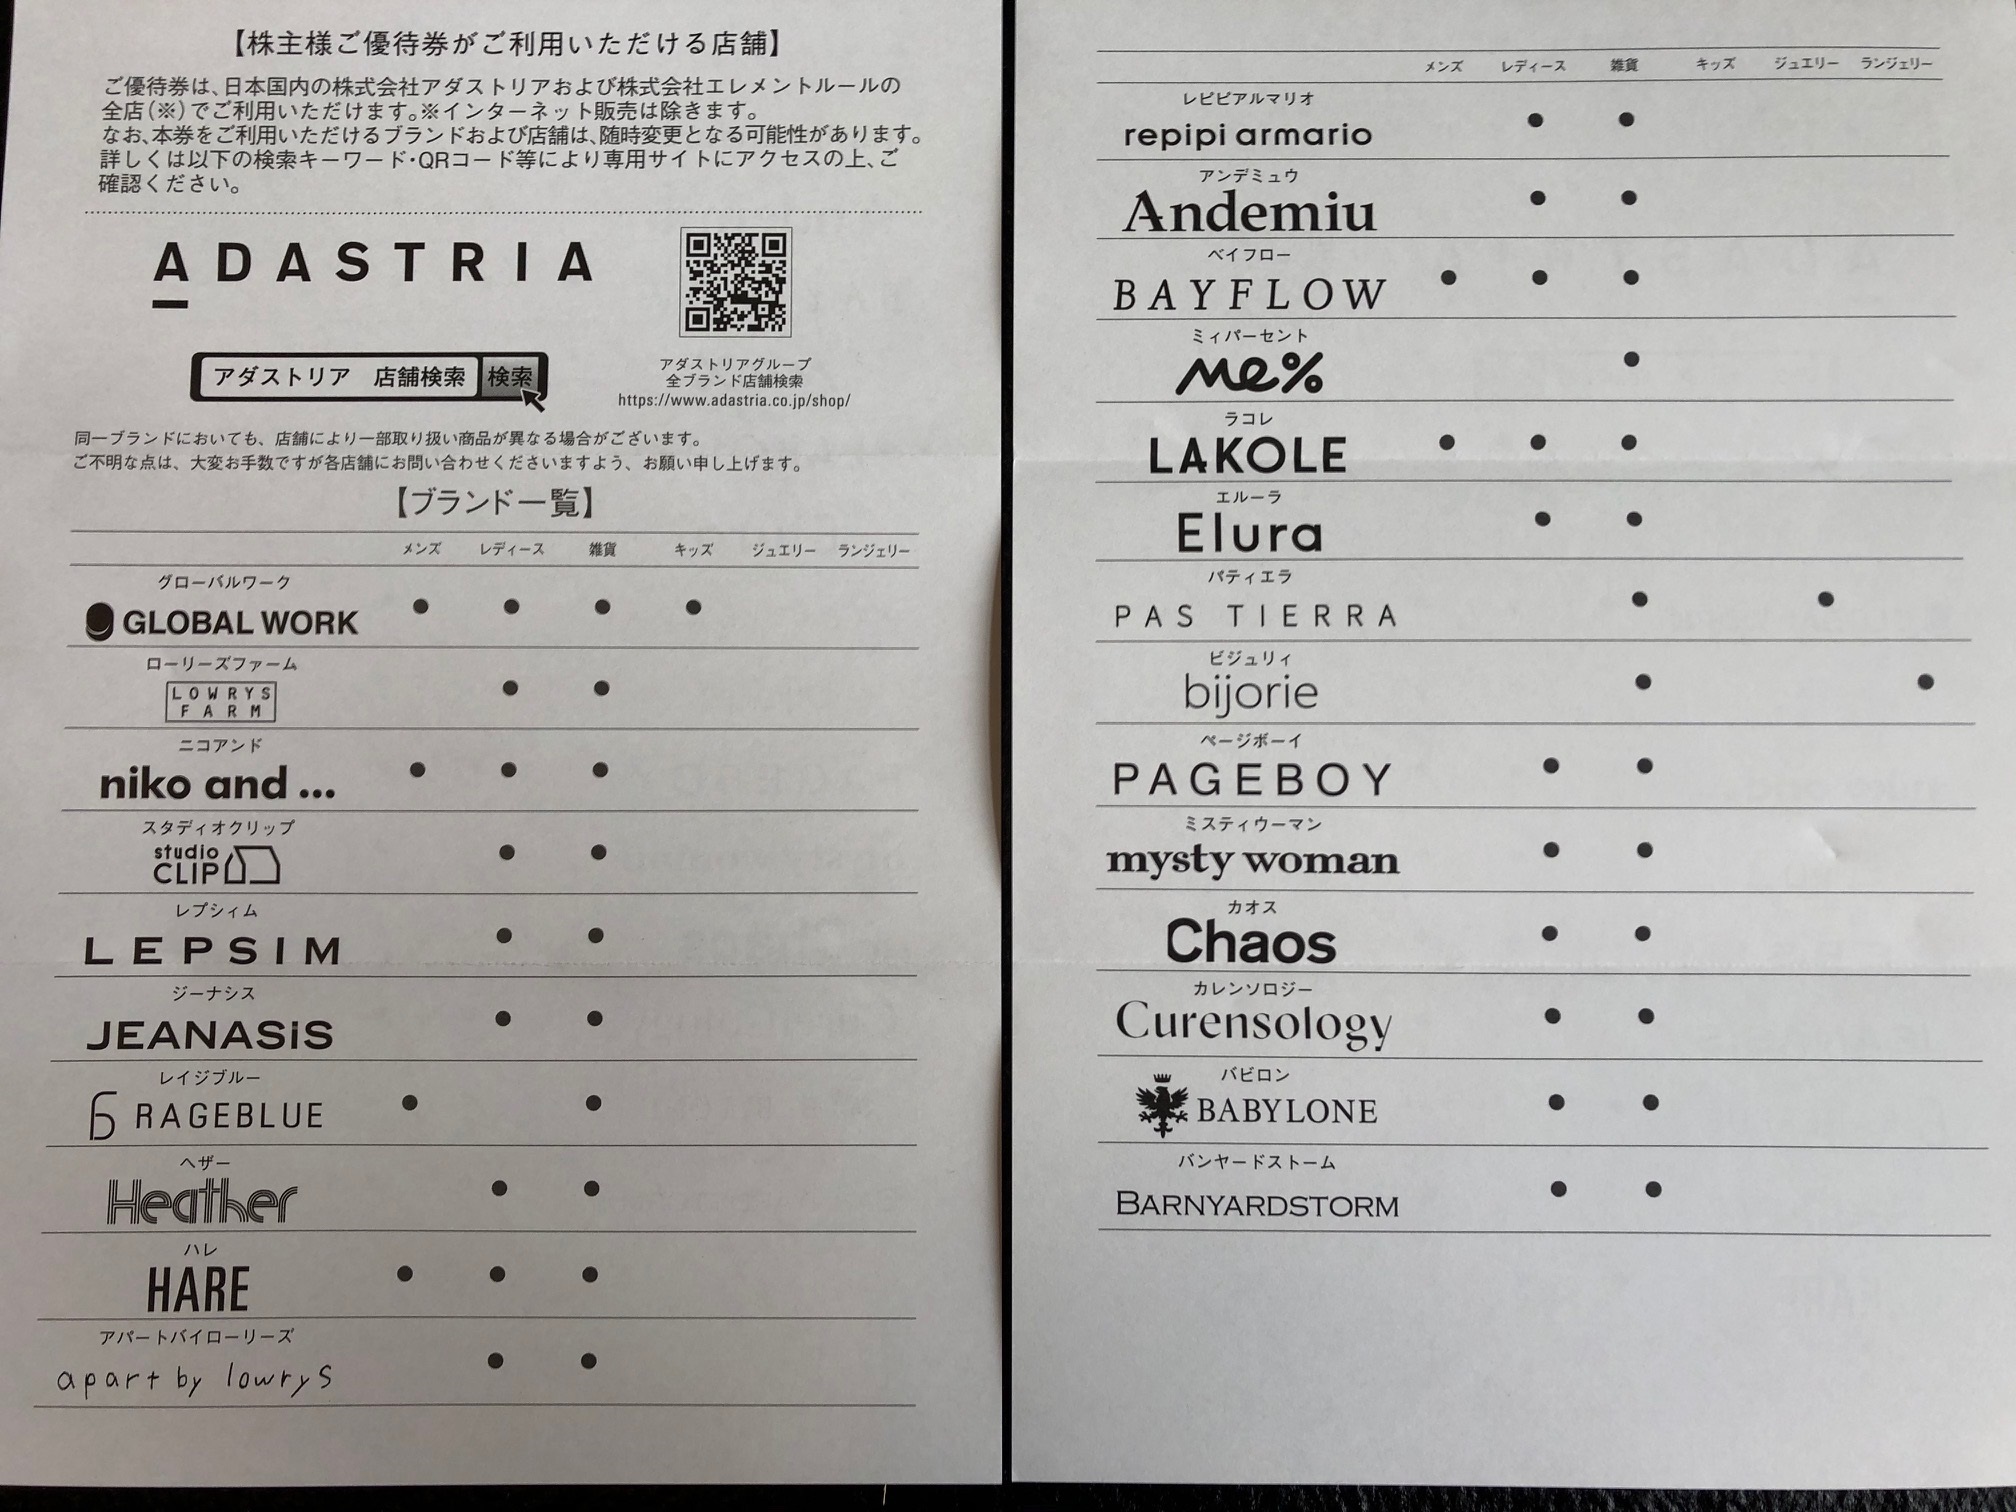 【株主様ご優待券がご利用いただける店舗】
ご優待券は、日本国内の株式会社アダストリアおよび株式会社エレメントルールの
全店（※）でご利用いただけます。※インターネット販売は除きます。
なお、本券をご利用いただけるブランドおよび店舗は、随時変更となる可能性があります。
詳しくは以下の検索キーワード・QRコード等により専用サイトにアクセスの上、ご
確認ください。
ADASTRIA
アダストリア 店舗検索 検索
アダストリアグループ
全ブランド店舗検索
https://www.adastria.co.jp/shop/
同一ブランドにおいても、店舗により一部取り扱い商品が異なる場合がございます。
ご不明な点は、大変お手数ですが各店舗にお問い合わせくださいますよう、お願い申し上げます。
【ブランド一覧】
メンズ レディース 雑貨 キッズ ジュエリー ランジェリー
グローバルワーク
GLOBAL WORK ● ● ● ●
ローリーズファーム
LOWRYS
FARM ● ●
ニコアンド
niko and ... ● ● ●
スタディオクリップ
studio
CLIP ● ●
レプシィム
LEPSIM ● ●
ジーナシス
JEANASiS ● ●
レイジブルー
RAGEBLUE ● ●
ヘザー
Heather ● ●
ハレ
HARE ● ● ●
アパートバイローリーズ
apart by lowrys ● ●
メンズ レディース 雑貨 キッズ ジュエリー ランジェリー
レピピアルマリオ
repipi armario ● ●
アンデミュウ
Andemiu ● ●
ベイフロー
BAYFLOW ● ● ●
ミィパーセント
me% ●
ラコレ
LAKOLE ● ● ●
エルーラ
Elura ● ●
パティエラ
PAS TIERRA ● ●
ビジュリィ
bijorie ● ●
ページボーイ
PAGEBOY ● ●
ミスティウーマン
mysty woman ● ●
カオス
Chaos ● ●
カレンソロジー
Curensology ● ●
バビロン
BABYLONE ● ●
バンヤードストーム
BARNYARDSTORM ● ●